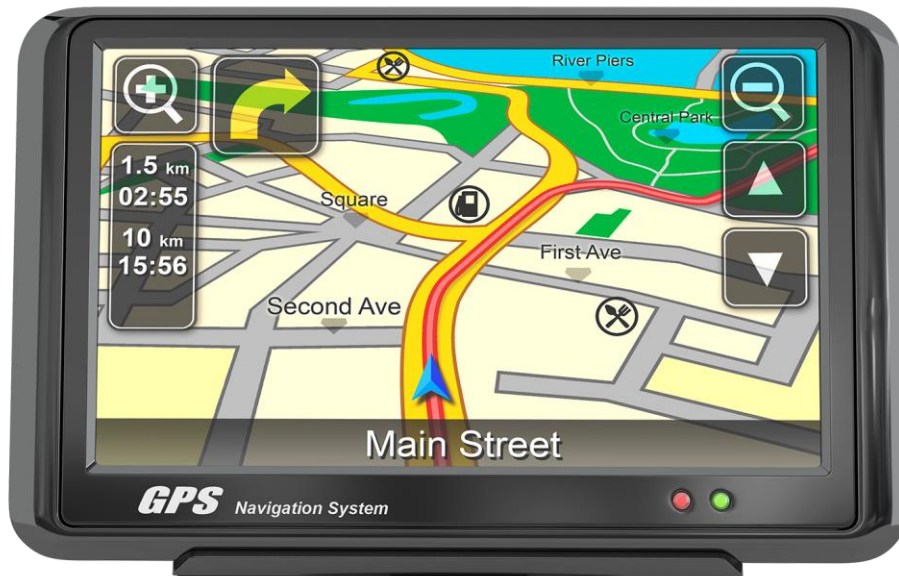 River Piers
Central Park
1.5 km
02:55
10 km
15:56
Square
First Ave
Second Ave
Main Street
GPS Navigation System